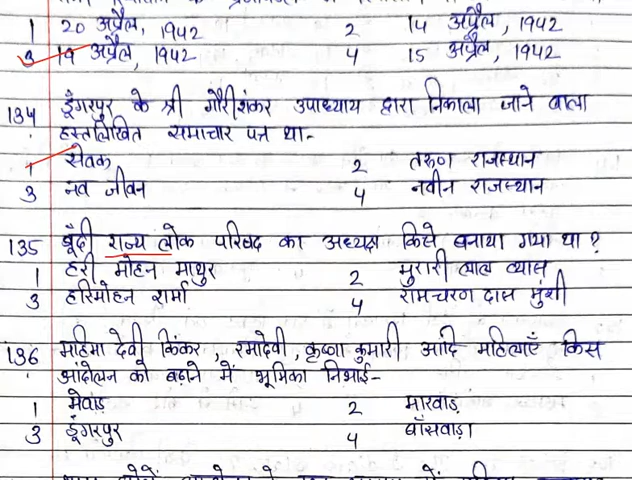 1 20 अप्रैल, 1942 2 14 अप्रैल, 1942
3 19 अप्रैल, 1942 4 15 अप्रैल, 1942
134 डूँगरपुर के श्री गौरीशंकर उपाध्याय द्वारा निकाला जाने वाला
हस्तलिखित समाचार पत्र था-
1 सेवक 2 तरुण राजस्थान
3 नव जीवन 4 नवीन राजस्थान
135 बूँदी राज्य लोक परिषद का अध्यक्ष किसे बनाया गया था ?
1 हरी मोहन माथुर 2 मुरारी लाल व्यास
3 हरिमोहन शर्मा 4 रामचरण दास मुंशी
136 महिमा देवी किंकर, रमादेवी, कृष्णा कुमारी आदि महिलाएँ किस
आंदोलन को बढ़ाने में भूमिका निभाई-
1 मेवाड़ 2 मारवाड़
3 डूँगरपुर 4 बाँसवाड़ा